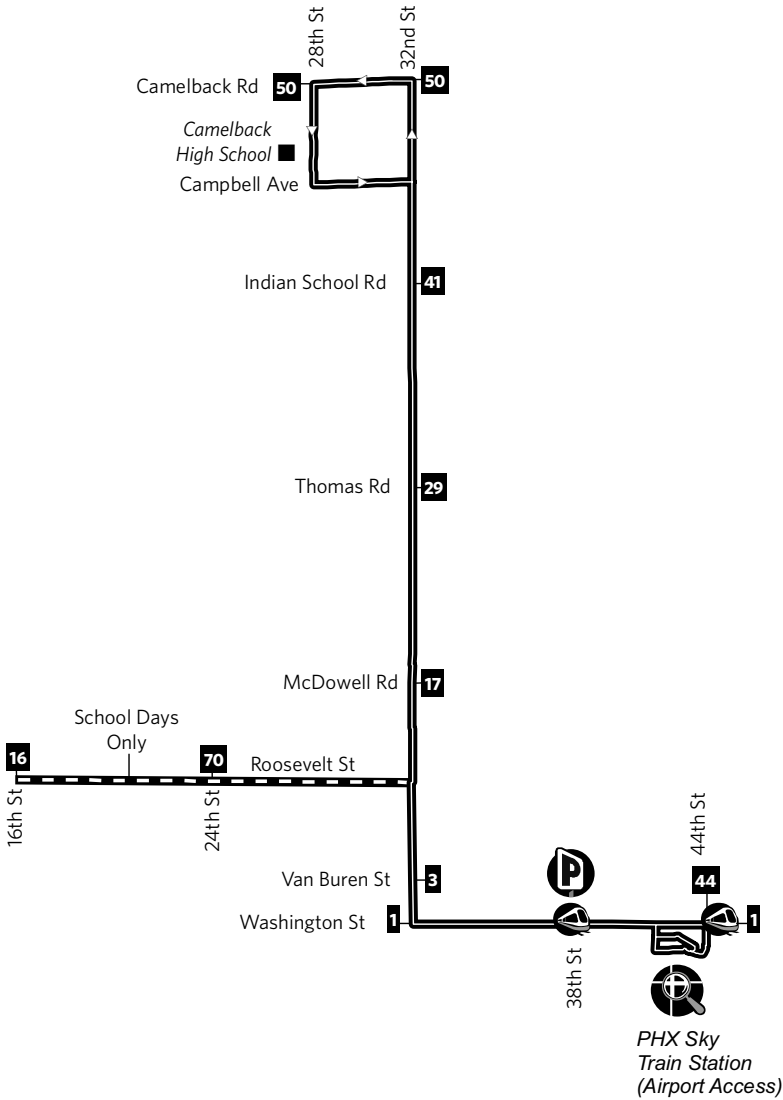 28th St
32nd St
Camelback Rd
50
50
Camelback
High School
Campbell Ave
Indian School Rd
41
Thomas Rd
29
McDowell Rd
17
School Days
Only
16
70
Roosevelt St
16th St
24th St
44th St
Van Buren St
3
P
44
Washington St
1
1
38th St
PHX Sky
Train Station
(Airport Access)